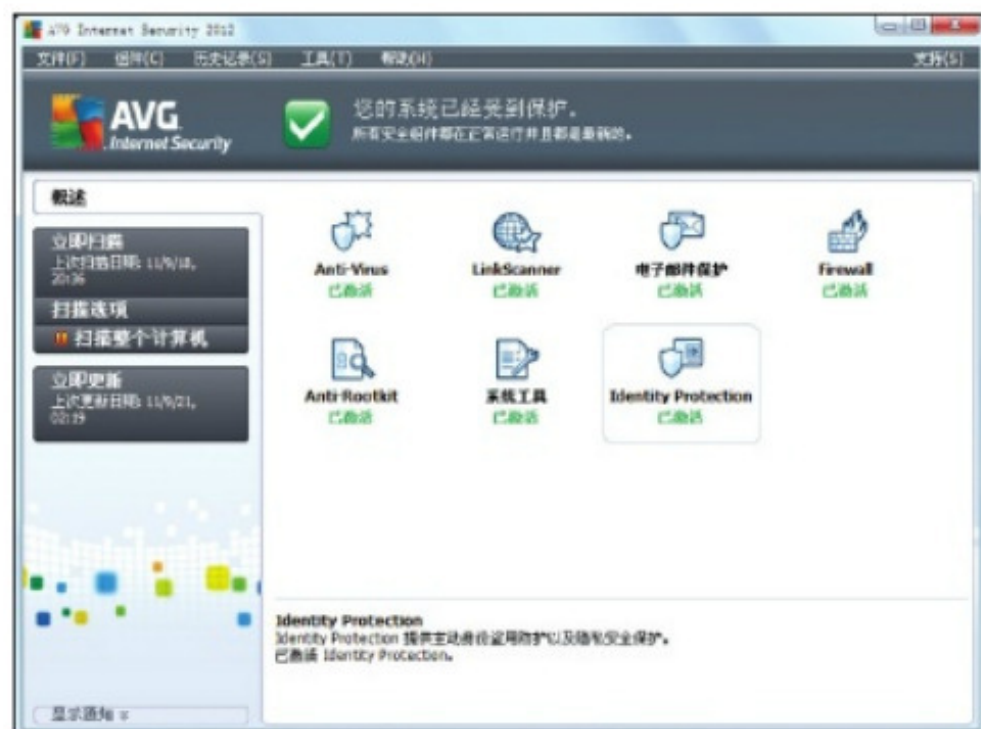 AVG Internet Security 2012
文件(F) 组件(C) 历史记录(S) 工具(T) 帮助(H) 支持(S)
AVG
Internet Security
您的系统已经受到保护。
所有安全组件都在正常运行并且都是最新的。
概述
立即扫描
上次扫描日期: 11/9/18,
20:36
扫描选项
扫描整个计算机
立即更新
上次更新日期: 11/9/21,
02:19
显示通知
Anti-Virus
已激活
LinkScanner
已激活
电子邮件保护
已激活
Firewall
已激活
Anti-Rootkit
已激活
系统工具
已激活
Identity Protection
已激活
Identity Protection
Identity Protection 提供主动身份盗用防护以及隐私安全保护。
已激活 Identity Protection。